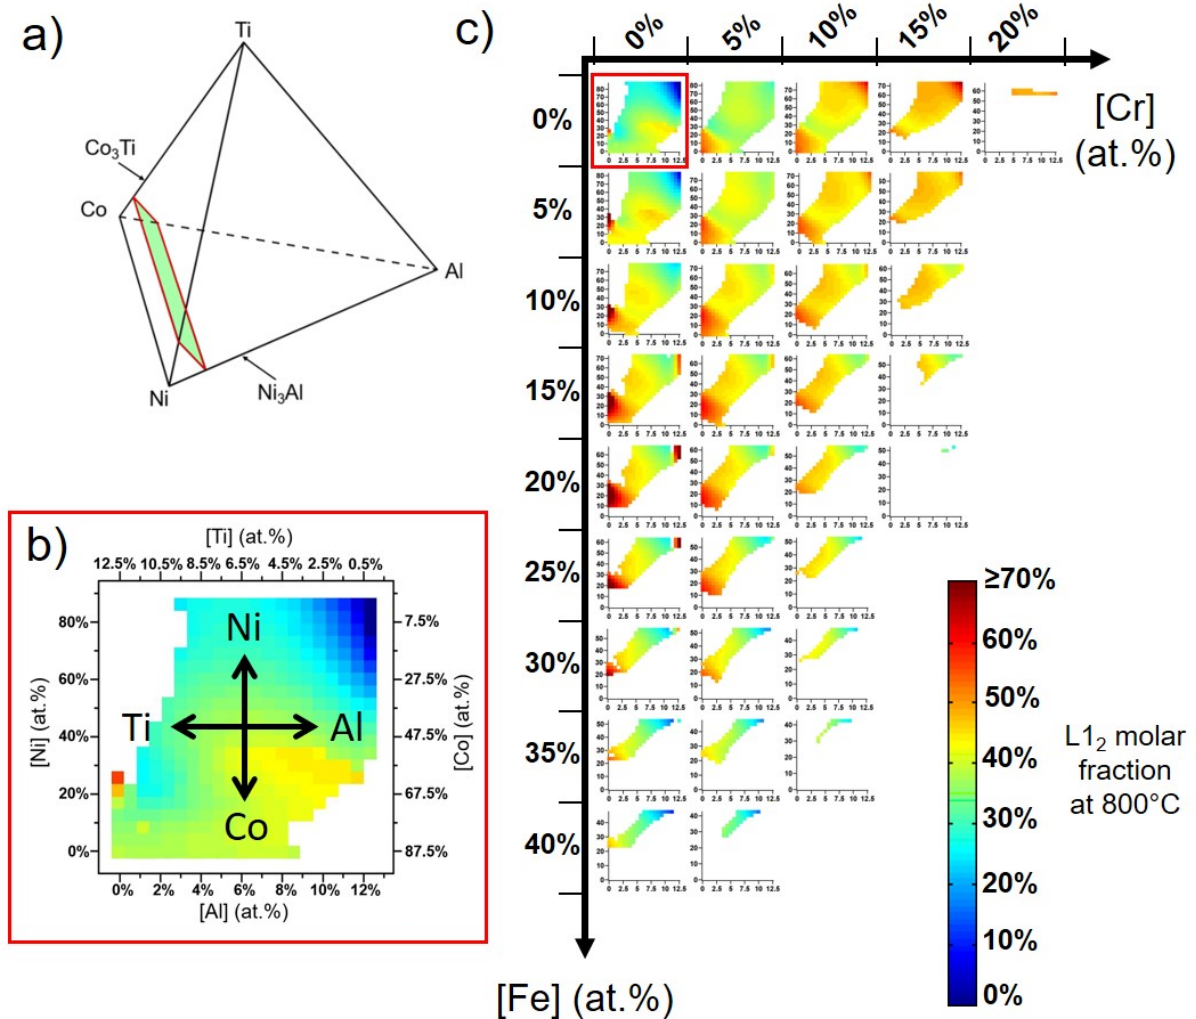 a)
Ti
Co₃Ti
Co
Al
Ni
Ni₃Al
b)
[Ti] (at.%)
12.5% 10.5% 8.5% 6.5% 4.5% 2.5% 0.5%
80%
60%
40%
20%
0%
[Ni] (at.%)
7.5%
27.5%
47.5%
67.5%
87.5%
[Co] (at.%)
Ni
Ti
Al
Co
0% 2% 4% 6% 8% 10% 12%
[Al] (at.%)
c)
0% 5% 10% 15% 20%
[Cr]
(at.%)
0%
5%
10%
15%
20%
25%
30%
35%
40%
[Fe] (at.%)
≥70%
60%
50%
40%
30%
20%
10%
0%
L1₂ molar
fraction
at 800°C